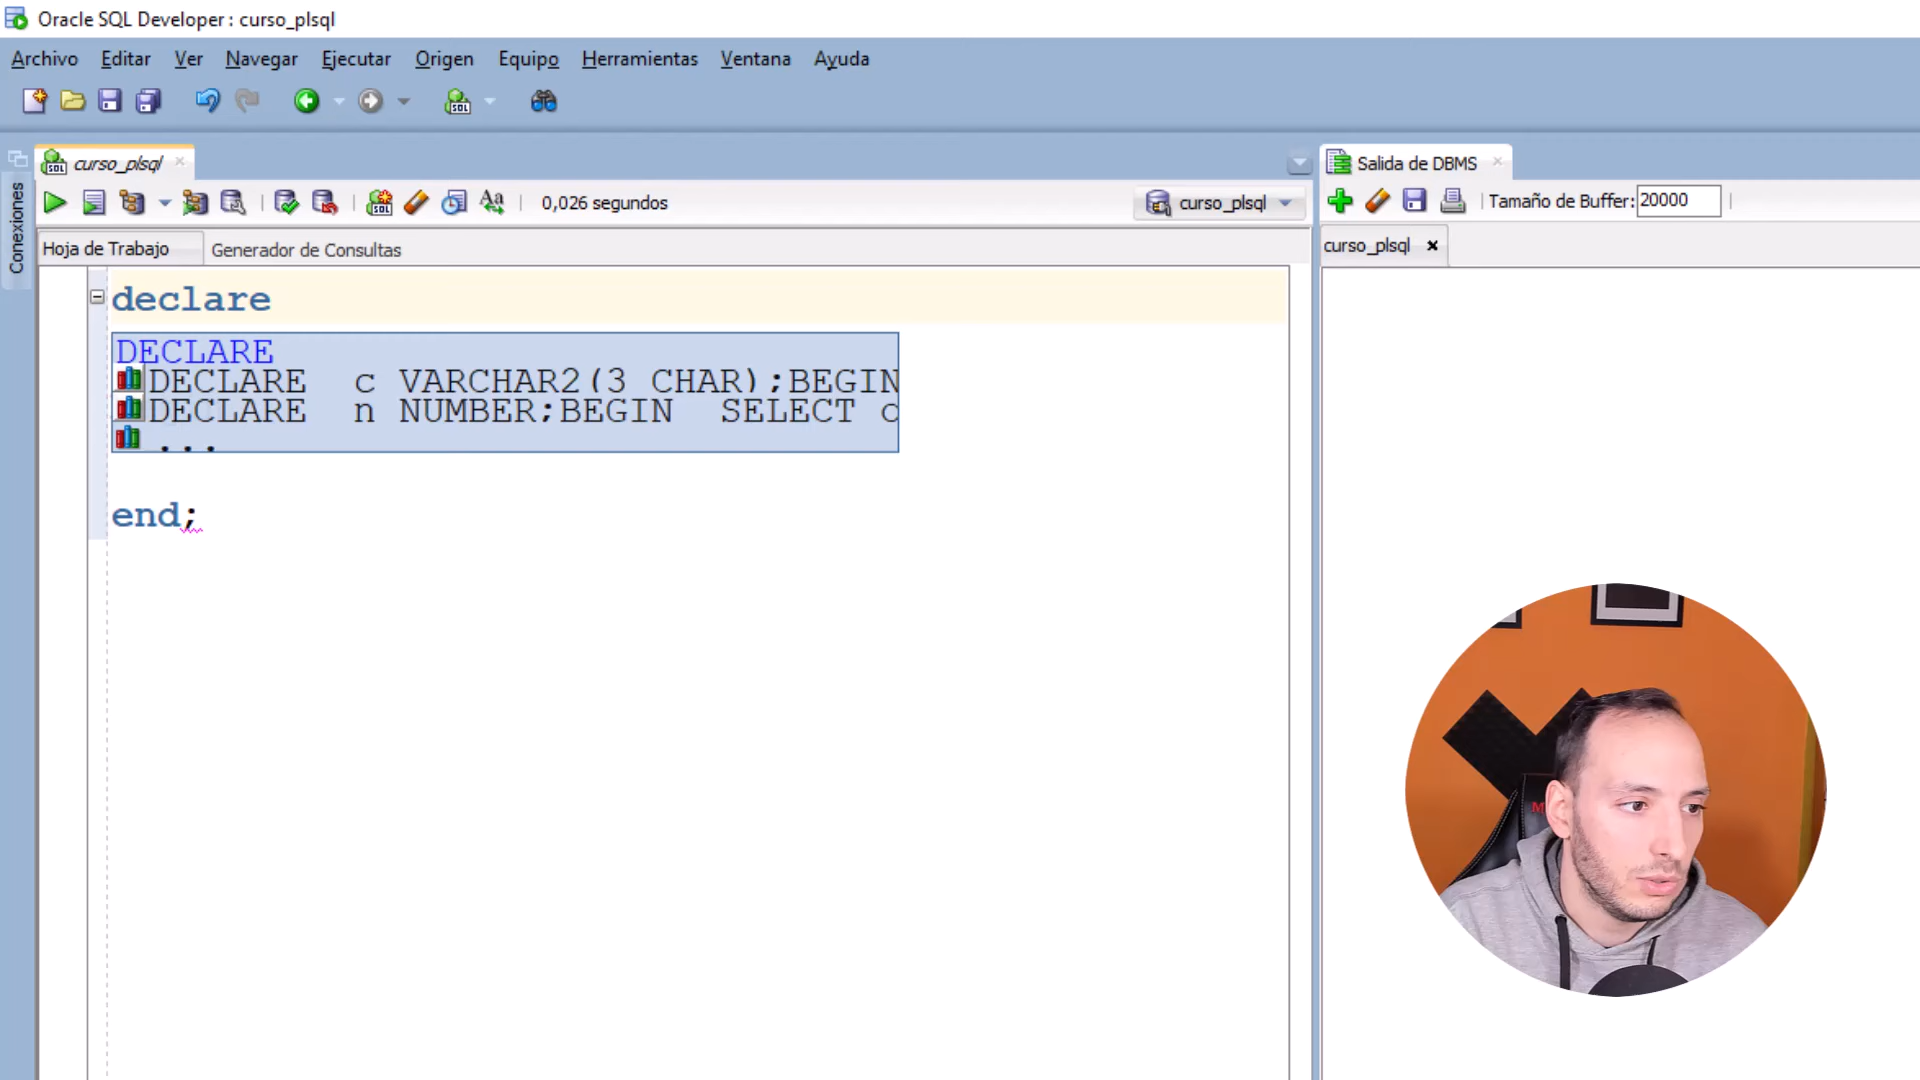 Oracle SQL Developer : curso_plsql
Archivo Editar Ver Navegar Ejecutar Origen Equipo Herramientas Ventana Ayuda
Conexiones
curso_plsql
0,026 segundos
curso_plsql
Hoja de Trabajo Generador de Consultas
declare
DECLARE
DECLARE c VARCHAR2(3 CHAR);BEGIN
DECLARE n NUMBER;BEGIN SELECT c
...
end;
Salida de DBMS
Tamaño de Buffer: 20000
curso_plsql